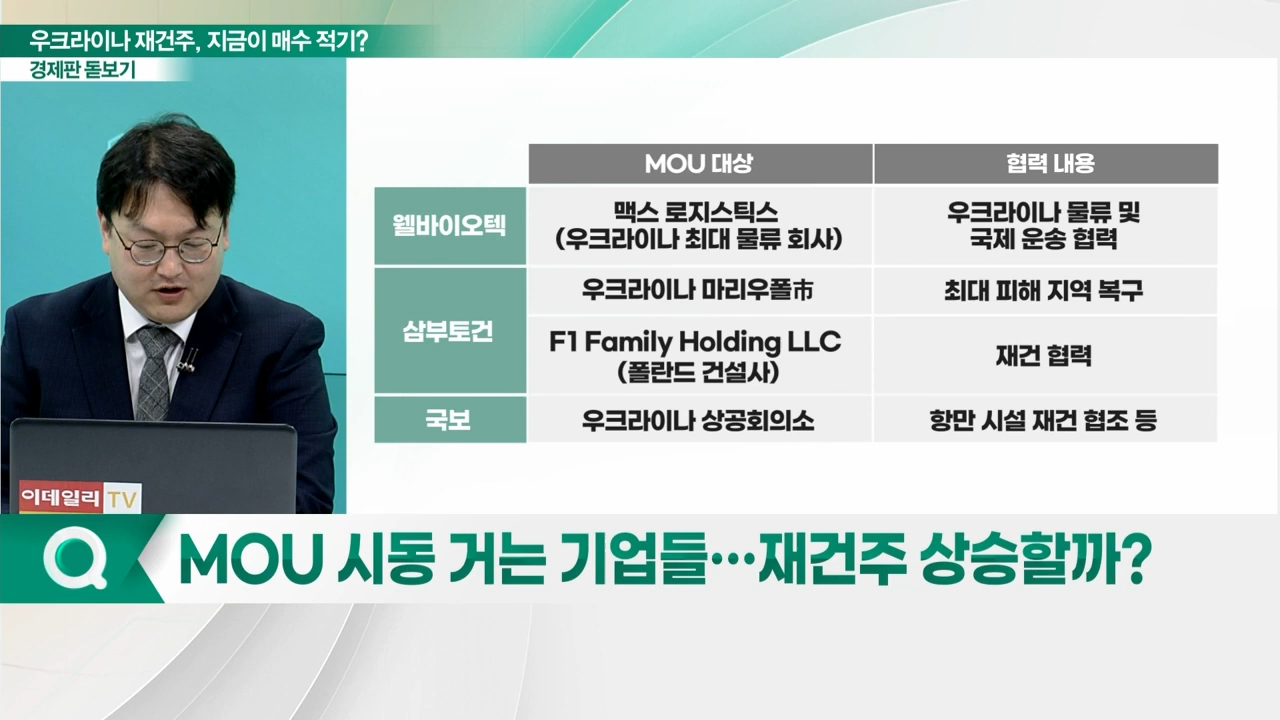 우크라이나 재건주, 지금이 매수 적기?
경제판 돋보기
MOU 대상
협력 내용
웰바이오텍
맥스 로지스틱스
(우크라이나 최대 물류 회사)
우크라이나 물류 및
국제 운송 협력
삼부토건
우크라이나 마리우폴市
최대 피해 지역 복구
F1 Family Holding LLC
(폴란드 건설사)
재건 협력
국보
우크라이나 상공회의소
항만 시설 재건 협조 등
이데일리 TV
MOU 시동 거는 기업들…재건주 상승할까?